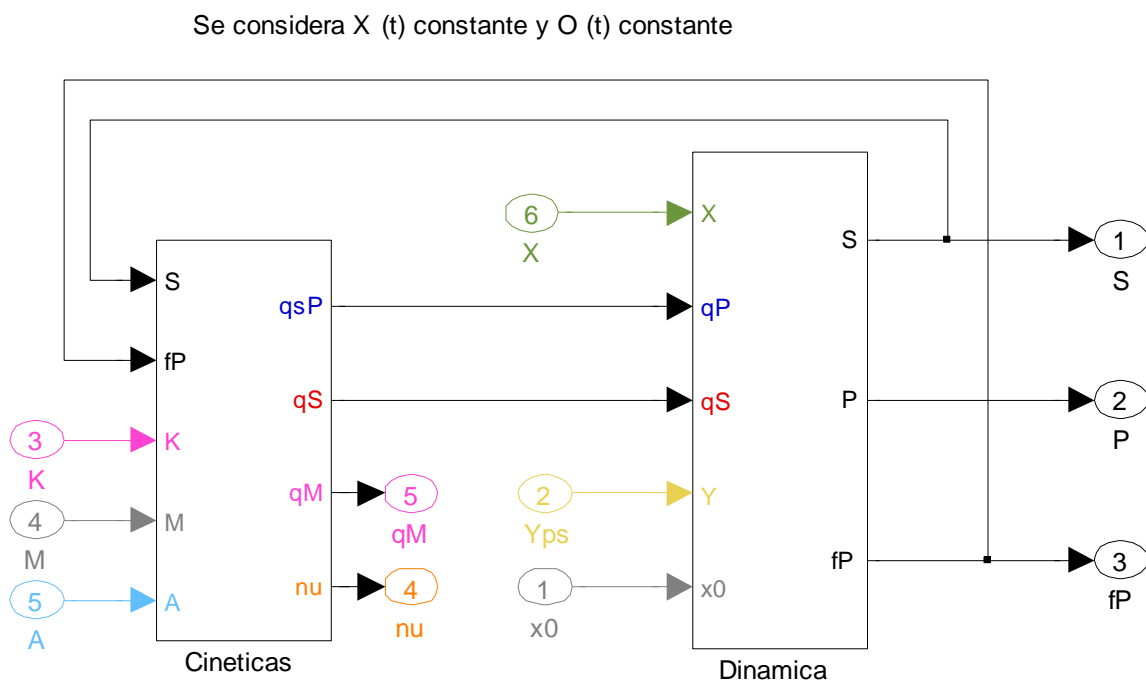 Se considera X (t) constante y O (t) constante
6
X
X
S
1
S
S
qsP
qP
fP
qS
qS
P
2
P
3
K
K
qM
5
qM
2
Yps
Y
4
M
M
nu
4
nu
1
x0
x0
fP
3
fP
5
A
A
Cineticas
Dinamica